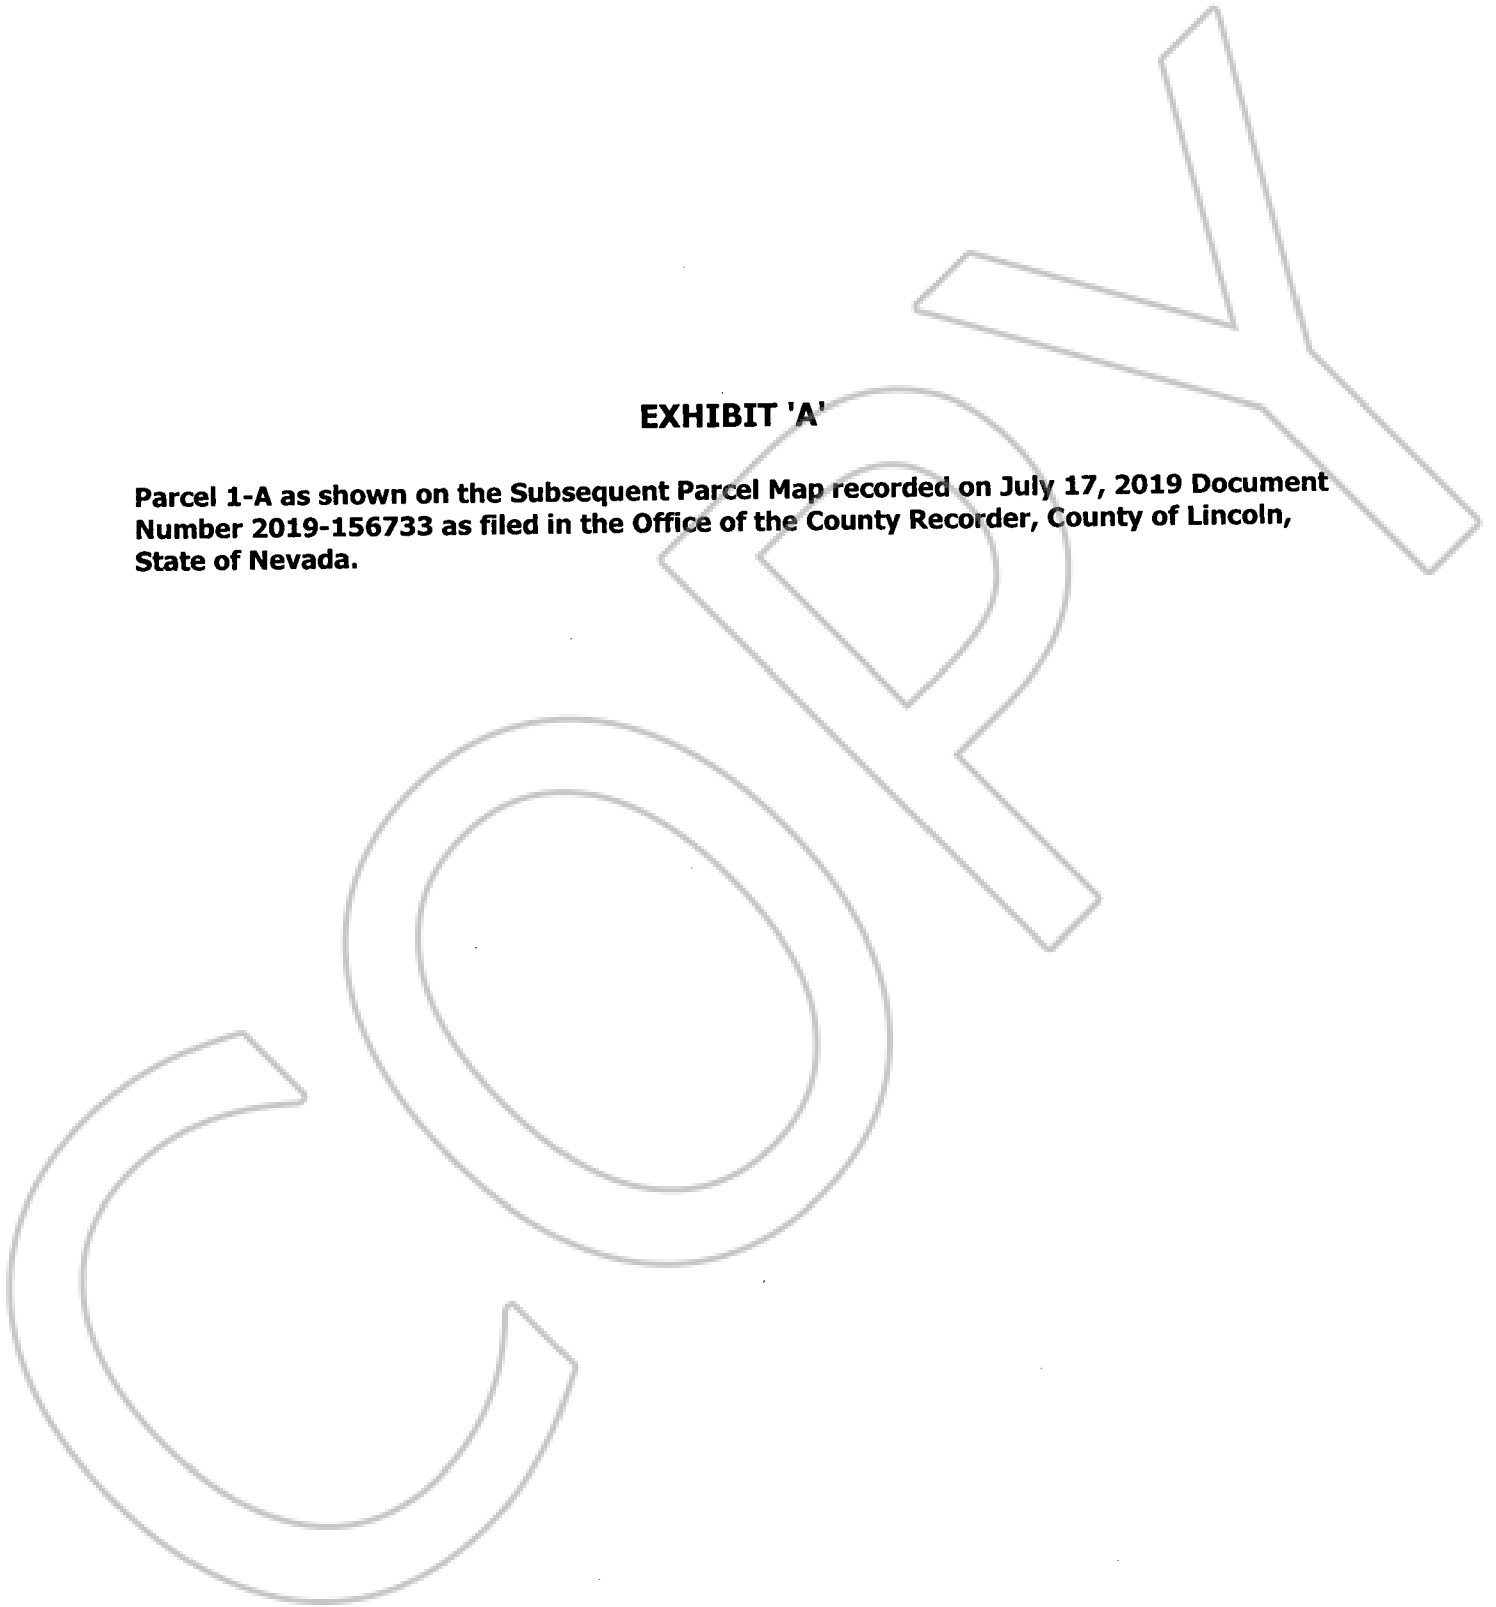 EXHIBIT 'A'
Parcel 1-A as shown on the Subsequent Parcel Map recorded on July 17, 2019 Document
Number 2019-156733 as filed in the Office of the County Recorder, County of Lincoln,
State of Nevada.
COPY